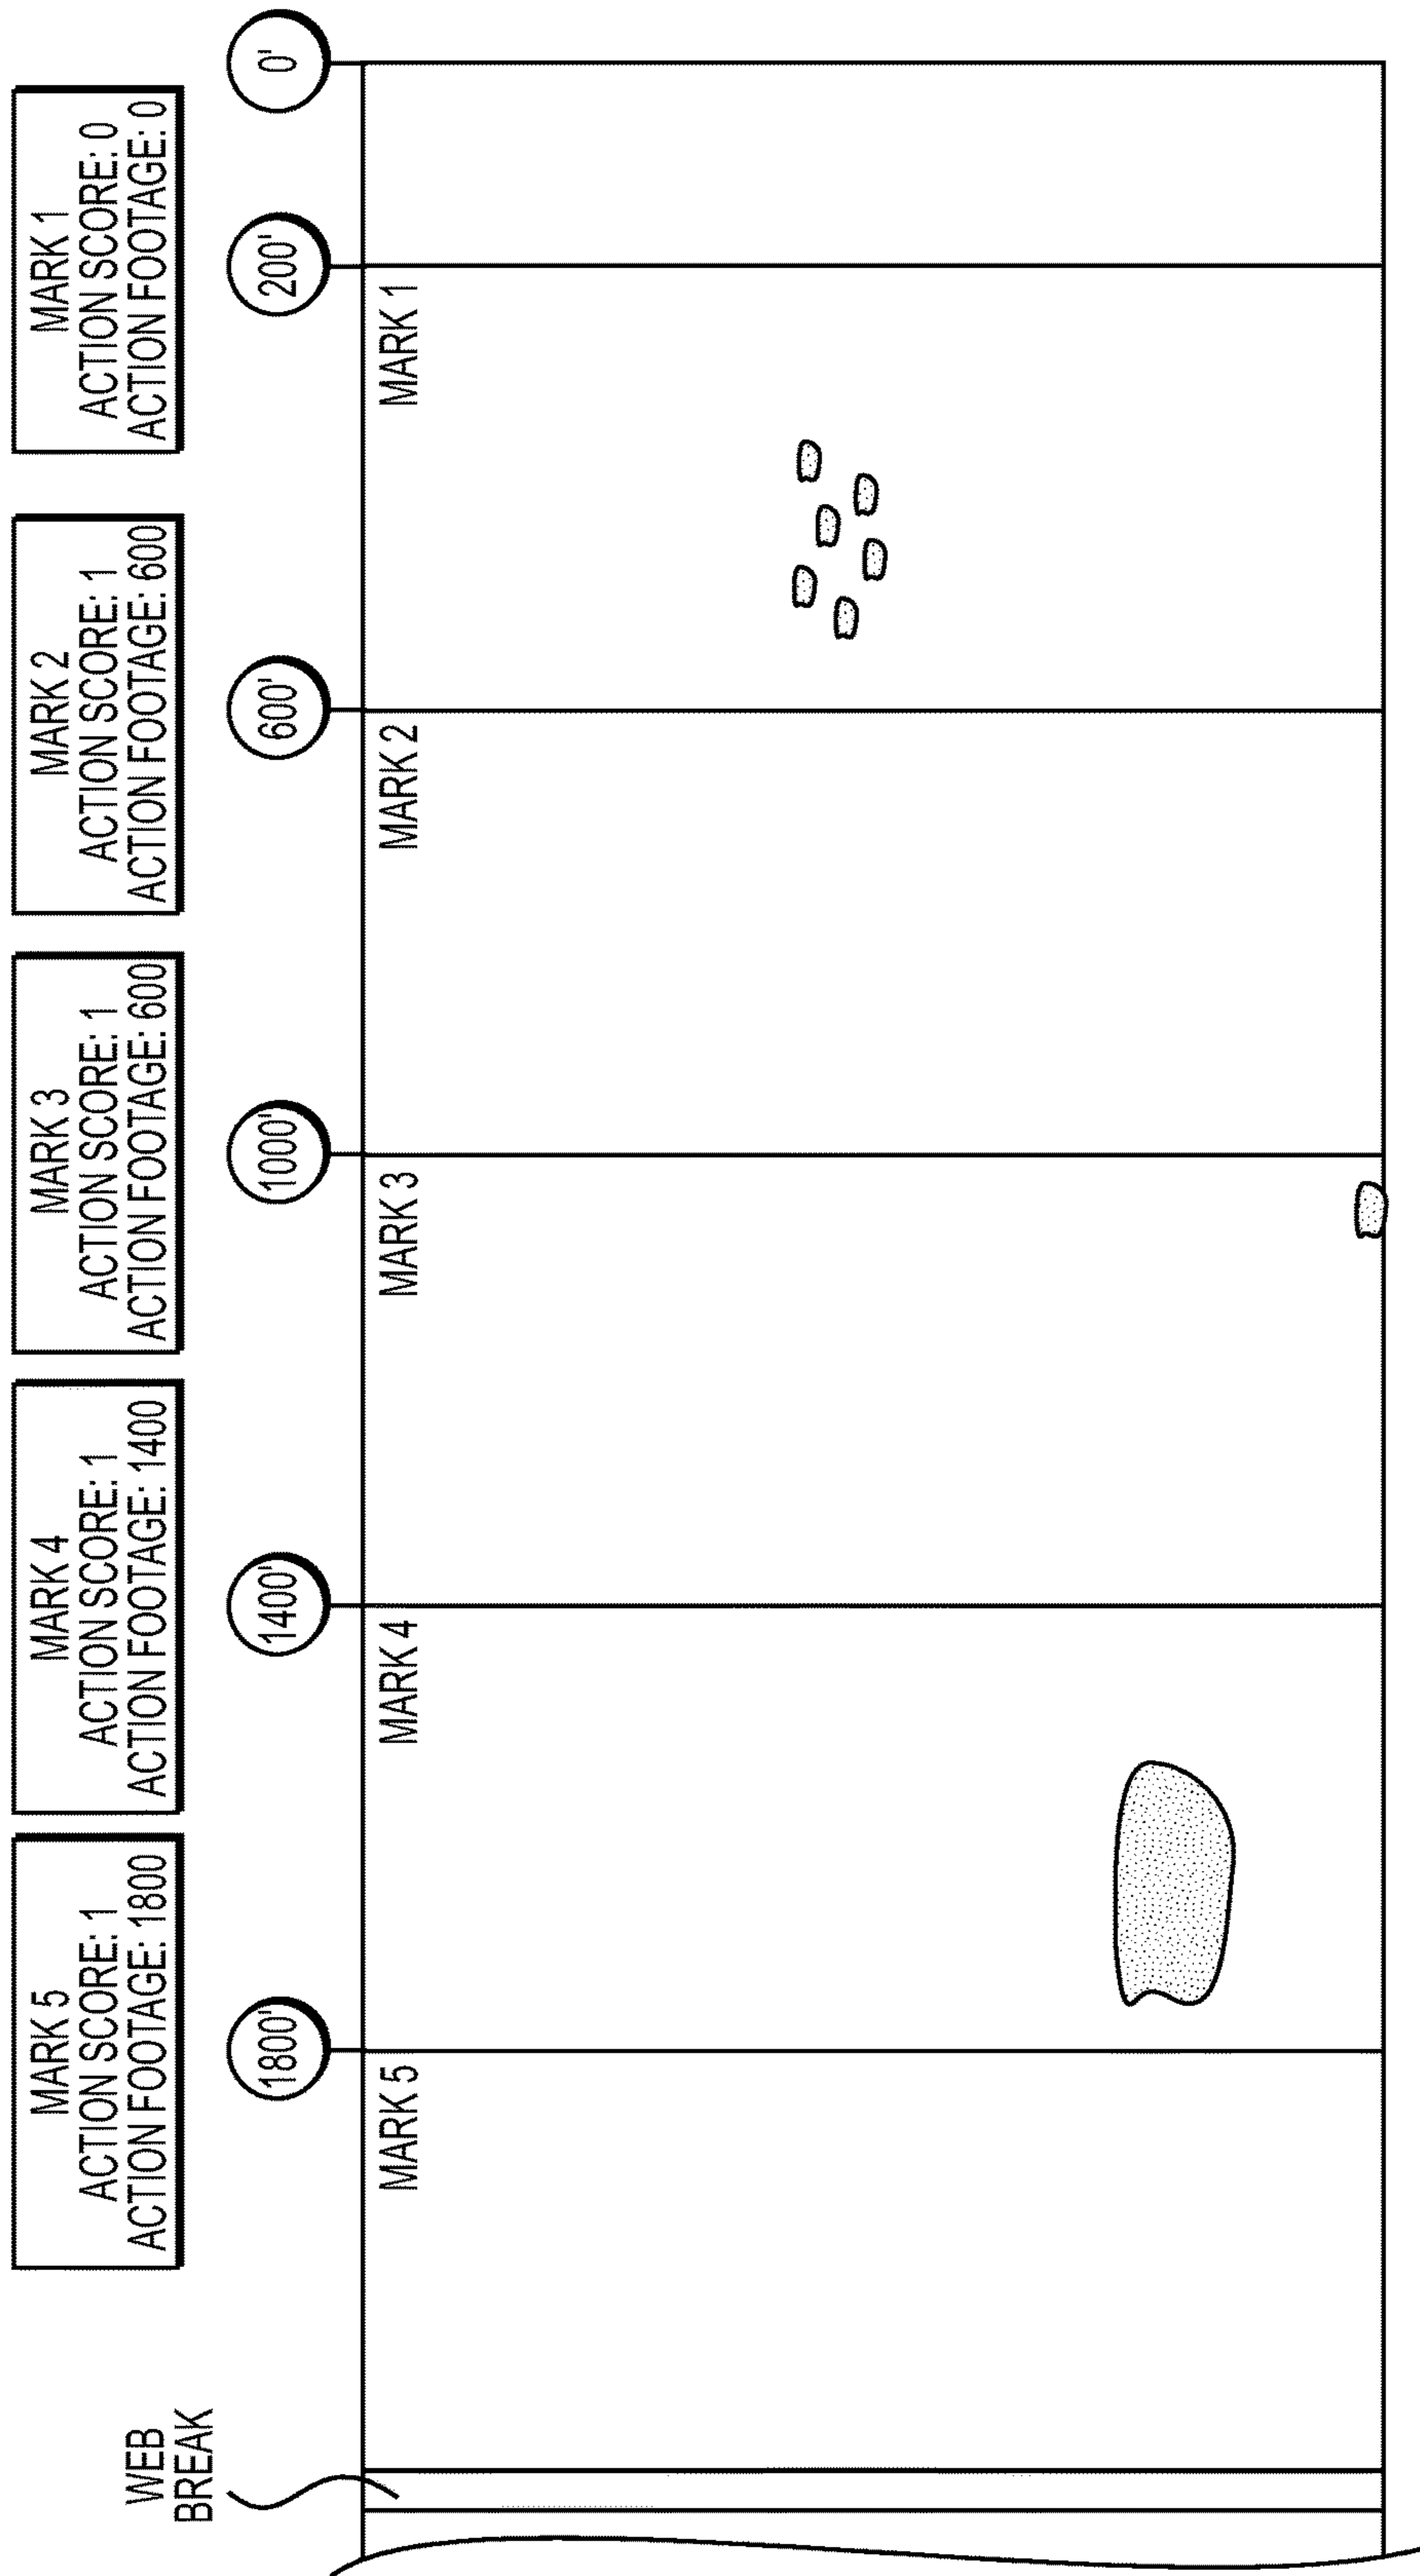 MARK 5
ACTION SCORE: 1
ACTION FOOTAGE: 1800
MARK 4
ACTION SCORE: 1
ACTION FOOTAGE: 1400
MARK 3
ACTION SCORE: 1
ACTION FOOTAGE: 600
MARK 2
ACTION SCORE: 1
ACTION FOOTAGE: 600
MARK 1
ACTION SCORE: 0
ACTION FOOTAGE: 0
WEB
BREAK
1800'
1400'
1000'
600'
200'
0'
MARK 5
MARK 4
MARK 3
MARK 2
MARK 1